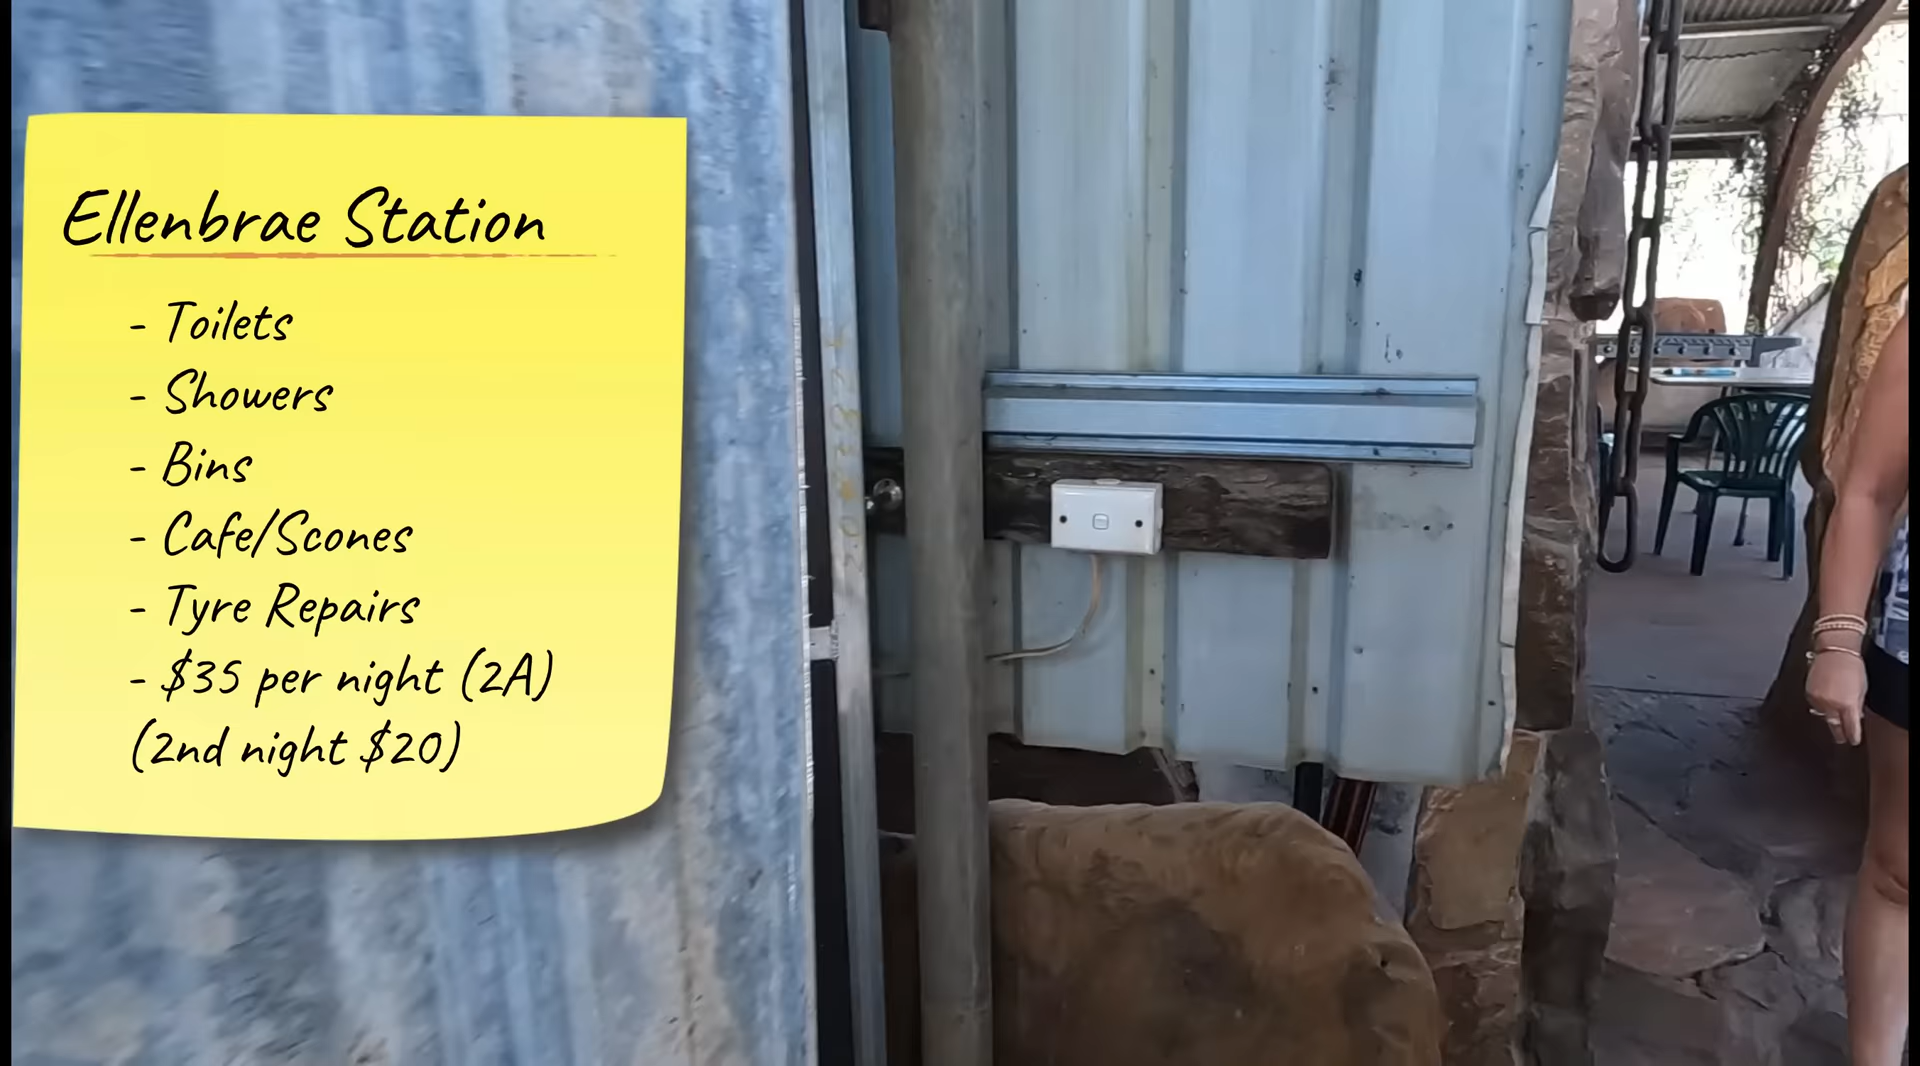 Ellenbrae Station
- Toilets
- Showers
- Bins
- Cafe/Scones
- Tyre Repairs
- $35 per night (2A)
(2nd night $20)